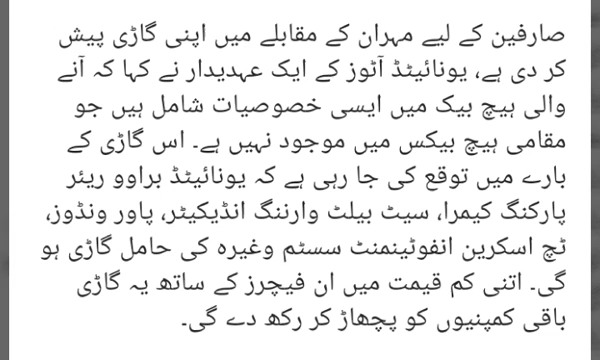 صارفین کے لیے مہران کے مقابلے میں اپنی گاڑی پیش
کر دی ہے، یونائیٹڈ آٹوز کے ایک عہدیدار نے کہا کہ آنے
والی ہیچ بیک میں ایسی خصوصیات شامل ہیں جو
مقامی ہیچ بیکس میں موجود نہیں ہے۔ اس گاڑی کے
بارے میں توقع کی جا رہی ہے کہ یونائیٹڈ براوو ریئر
پارکنگ کیمرا، سیٹ بیلٹ وارننگ انڈیکیٹر، پاور ونڈوز،
ٹچ اسکرین انفوٹینمنٹ سسٹم وغیرہ کی حامل گاڑی ہو
گی۔ اتنی کم قیمت میں ان فیچرز کے ساتھ یہ گاڑی
باقی کمپنیوں کو پچھاڑ کر رکھ دے گی۔